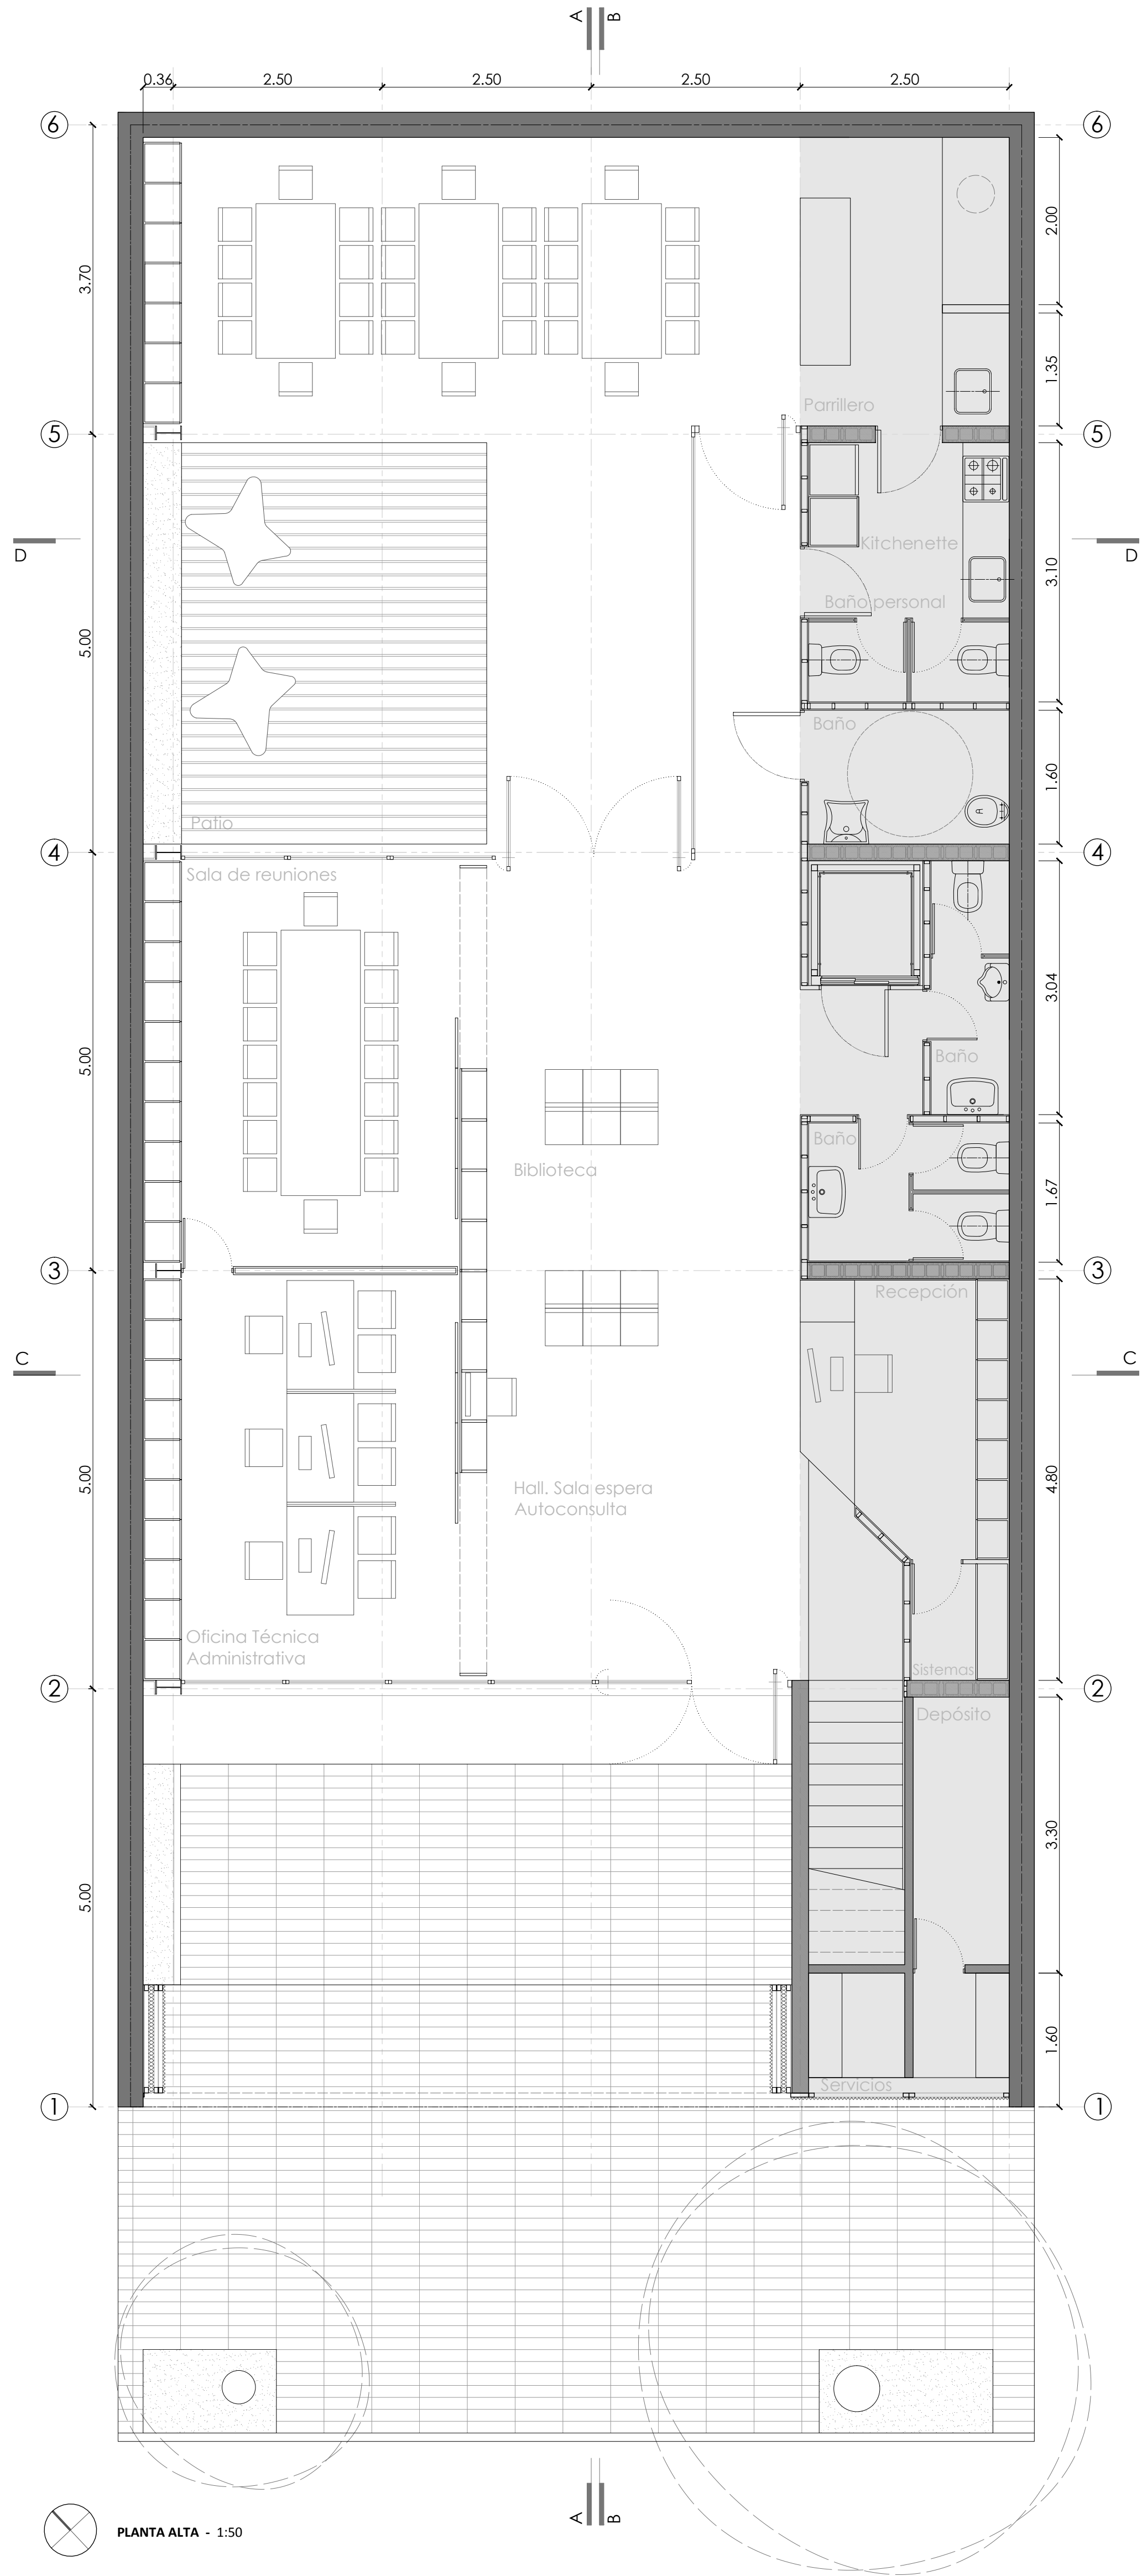 A
B
0.36
2.50
2.50
2.50
2.50
6
6
2.00
3.70
1.35
Parrillero
5
5
D
D
Kitchenette
3.10
Baño personal
5.00
Baño
1.60
Patio
4
4
Sala de reuniones
3.04
5.00
Baño
Baño
Biblioteca
1.67
3
3
Recepción
C
C
5.00
4.80
Hall. Sala espera
Autoconsulta
Oficina Técnica
Administrativa
Sistemas
2
2
Depósito
3.30
5.00
1.60
Servicios
1
1
A
B
PLANTA ALTA - 1:50